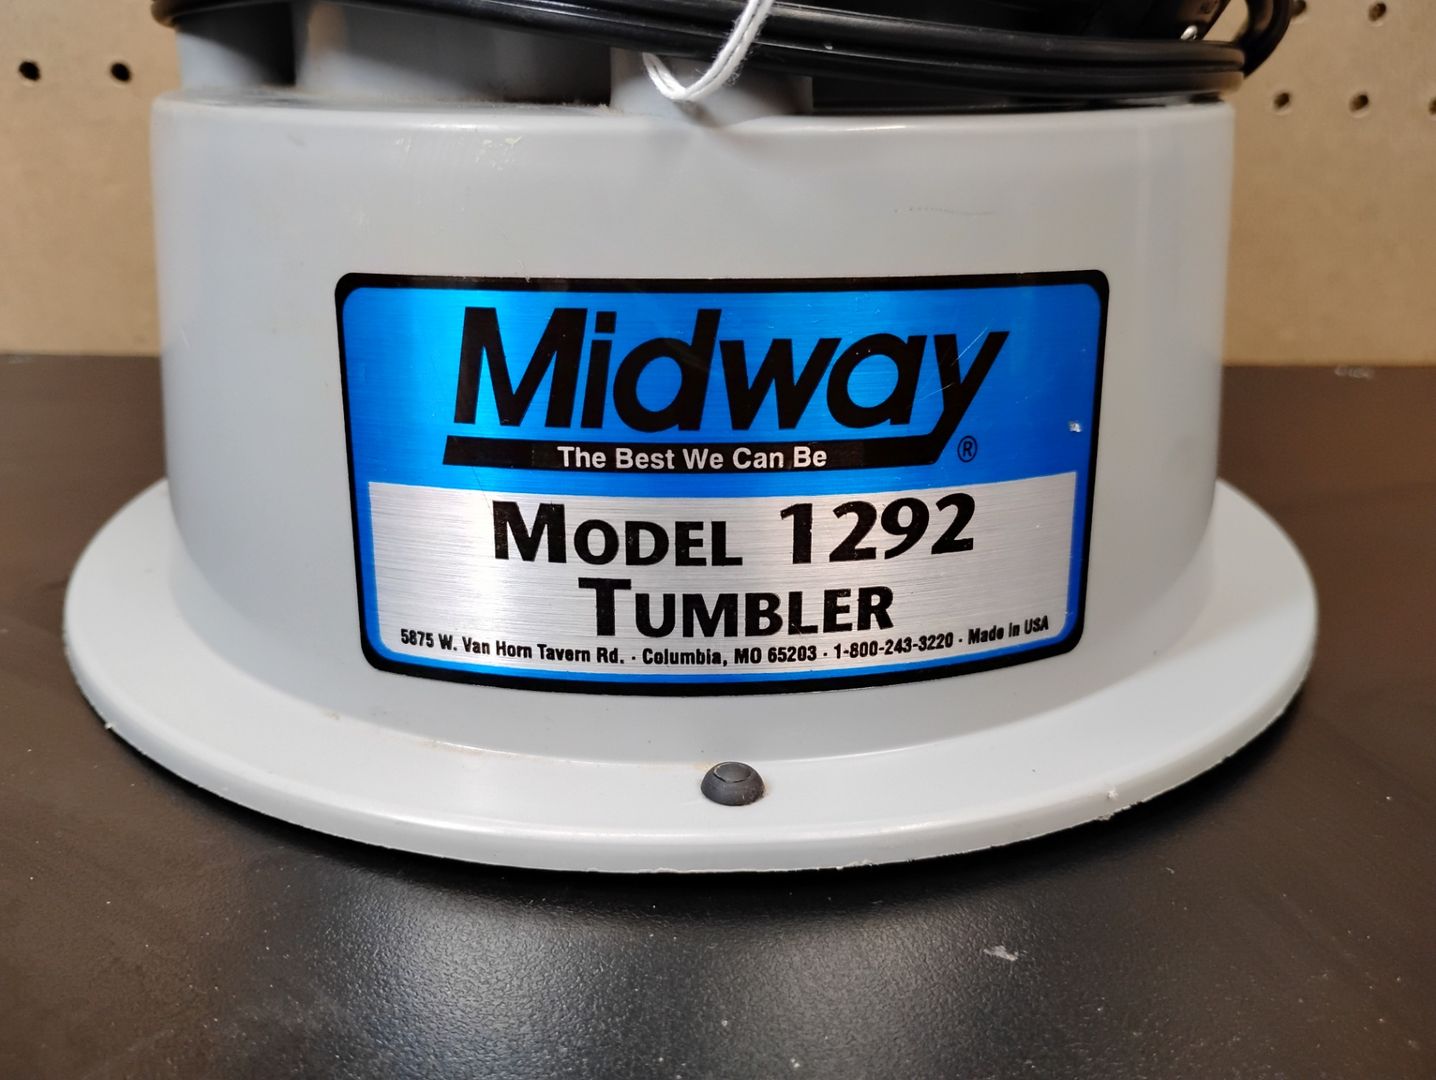 Midway
The Best We Can Be ®
MODEL 1292
TUMBLER
5875 W. Van Horn Tavern Rd. · Columbia, MO 65203 · 1-800-243-3220 · Made in USA